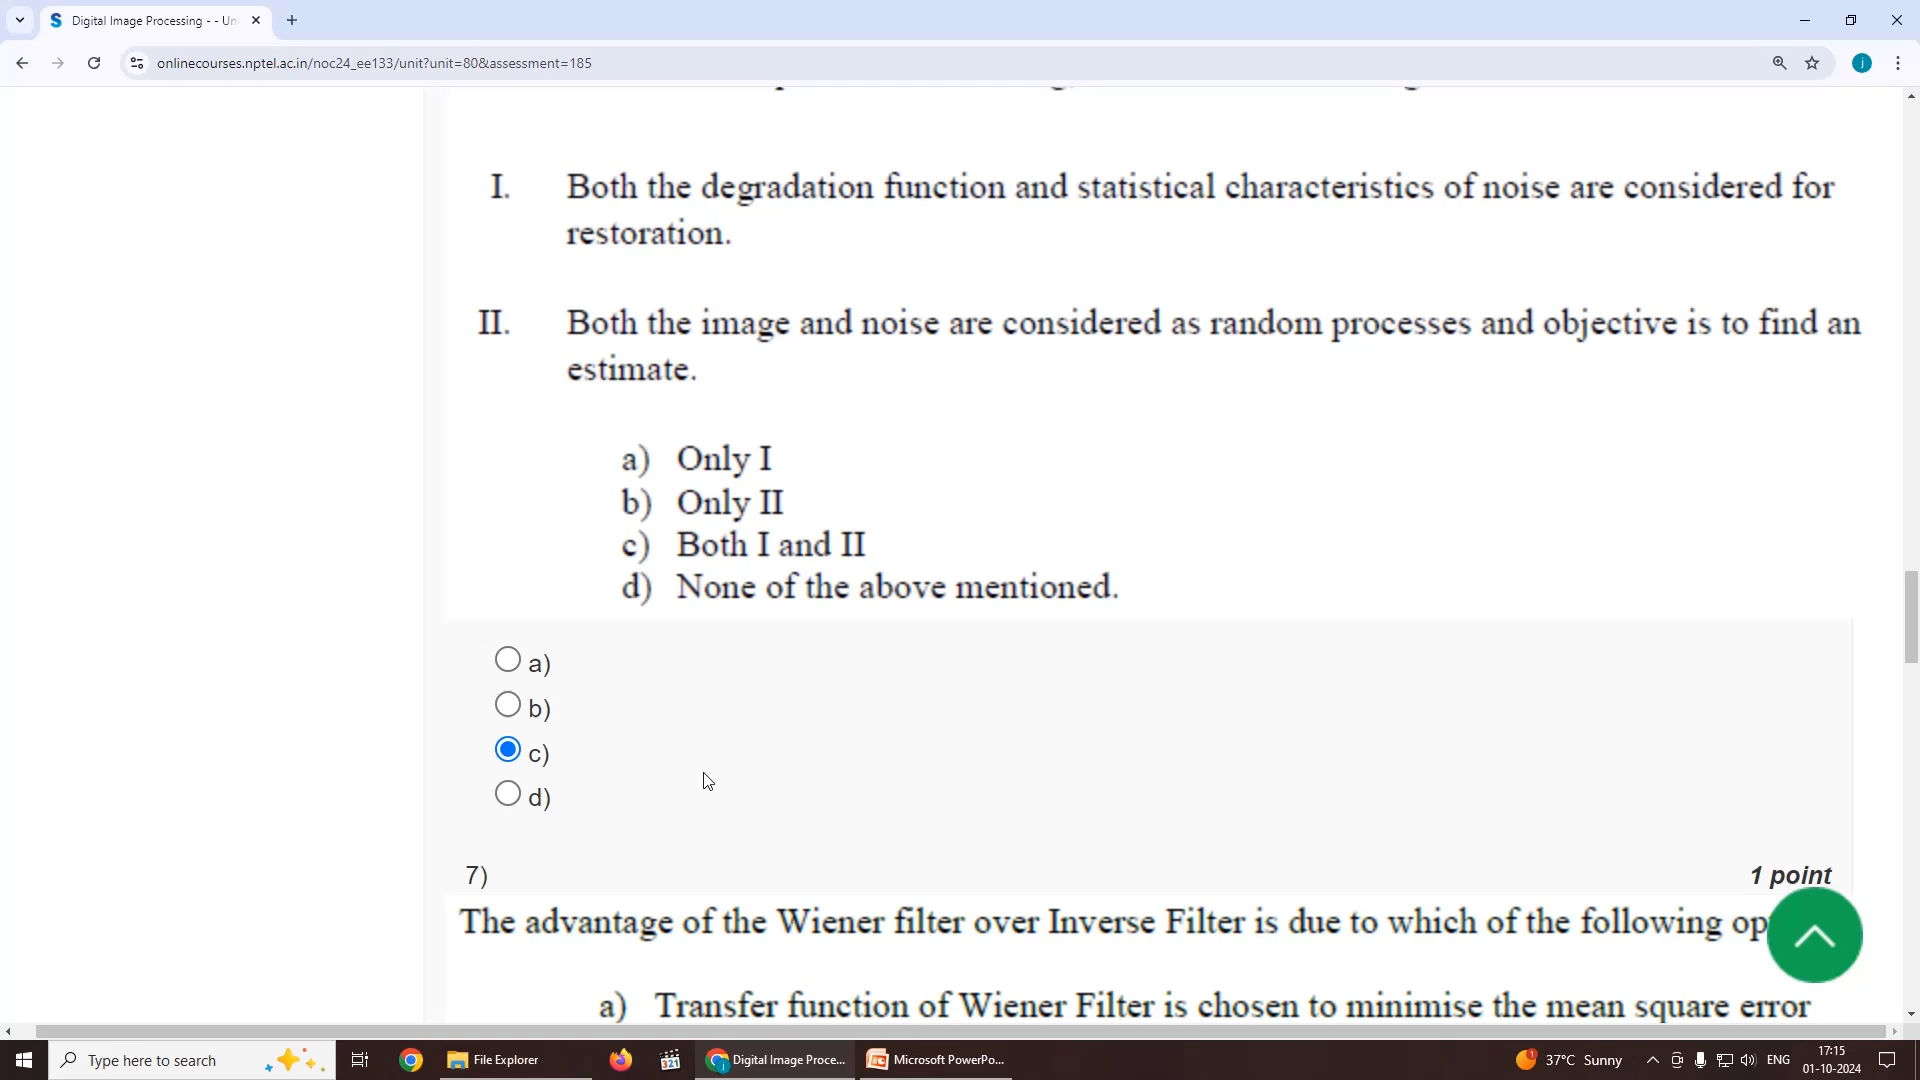 Digital Image Processing - - Un
onlinecourses.nptel.ac.in/noc24_ee133/unit?unit=80&assessment=185
j
I. Both the degradation function and statistical characteristics of noise are considered for
restoration.
II. Both the image and noise are considered as random processes and objective is to find an
estimate.
a) Only I
b) Only II
c) Both I and II
d) None of the above mentioned.
a)
b)
c)
d)
7) 1 point
The advantage of the Wiener filter over Inverse Filter is due to which of the following op
a) Transfer function of Wiener Filter is chosen to minimise the mean square error
Type here to search
File Explorer
321
Digital Image Proce...
Microsoft PowerPo...
1
37°C Sunny
ENG
17:15
01-10-2024